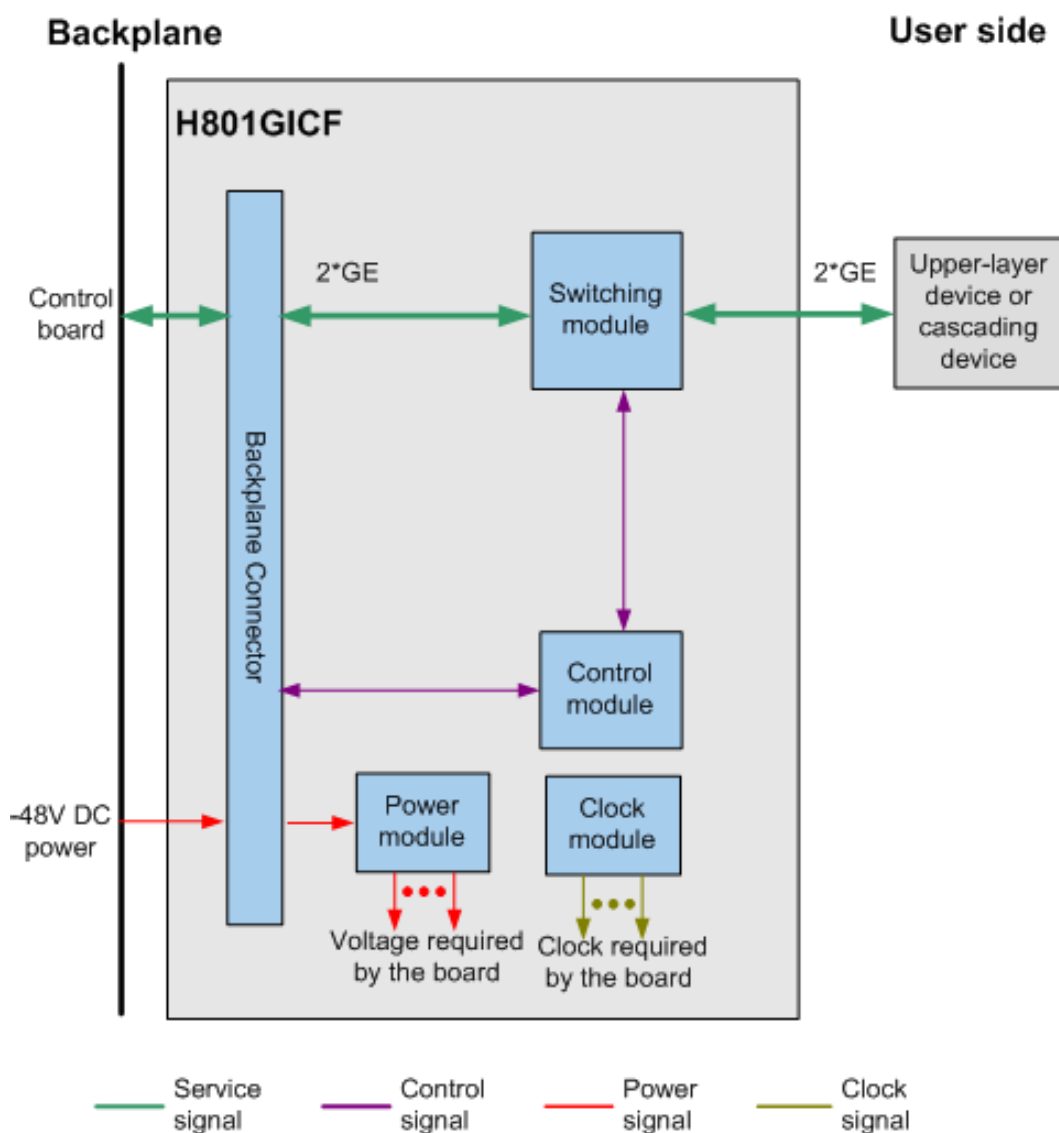 Backplane
User side
H801GICF
Control
board
2*GE
Switching
module
2*GE
Upper-layer
device or
cascading
device
Backplane Connector
Control
module
-48V DC
power
Power
module
Clock
module
Voltage required
by the board
Clock required
by the board
Service
signal
Control
signal
Power
signal
Clock
signal